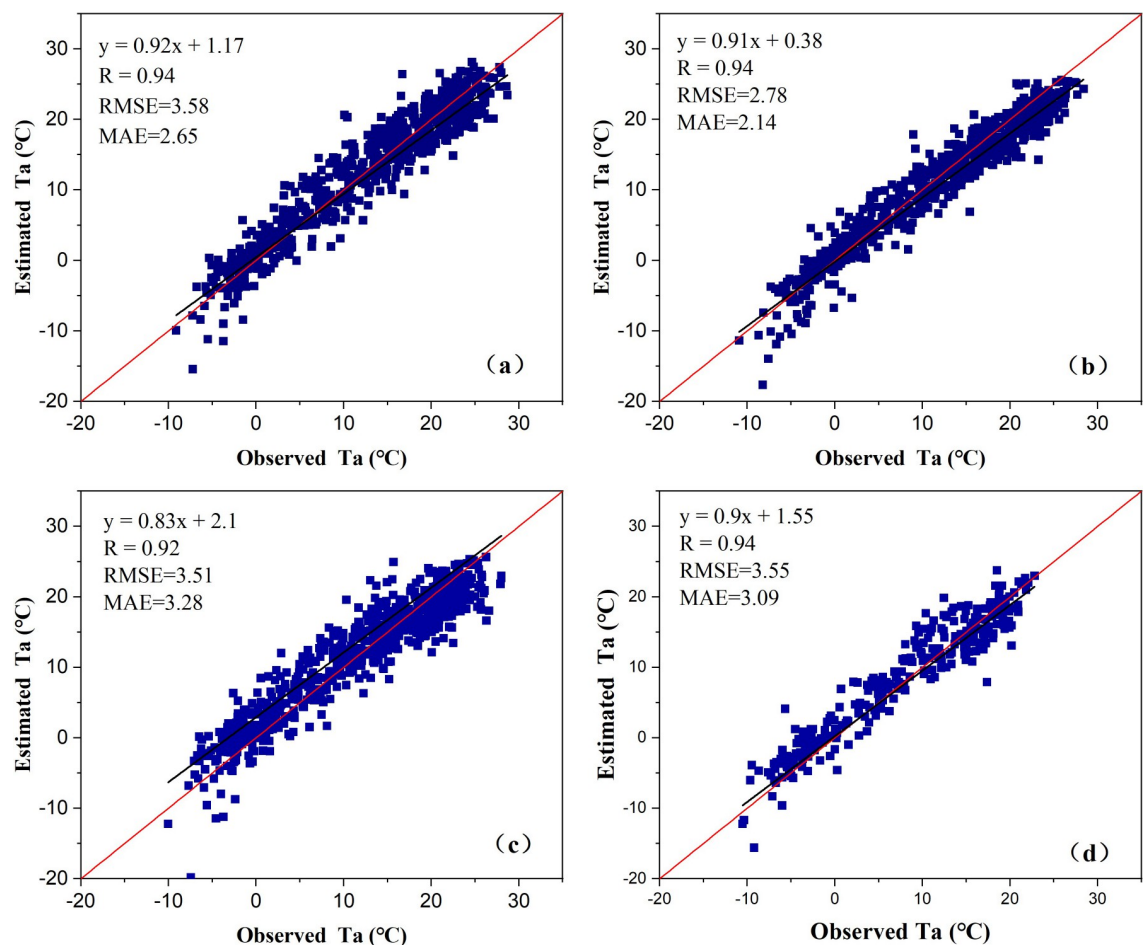 y = 0.92x + 1.17
R = 0.94
RMSE=3.58
MAE=2.65
30
20
10
0
-10
-20
Estimated Ta (°C)
(a)
-20 -10 0 10 20 30
Observed Ta (°C)
y = 0.91x + 0.38
R = 0.94
RMSE=2.78
MAE=2.14
30
20
10
0
-10
-20
Estimated Ta (°C)
(b)
-20 -10 0 10 20 30
Observed Ta (°C)
y = 0.83x + 2.1
R = 0.92
RMSE=3.51
MAE=3.28
30
20
10
0
-10
-20
Estimated Ta (°C)
(c)
-20 -10 0 10 20 30
Observed Ta (°C)
y = 0.9x + 1.55
R = 0.94
RMSE=3.55
MAE=3.09
30
20
10
0
-10
-20
Estimated Ta (°C)
(d)
-20 -10 0 10 20 30
Observed Ta (°C)